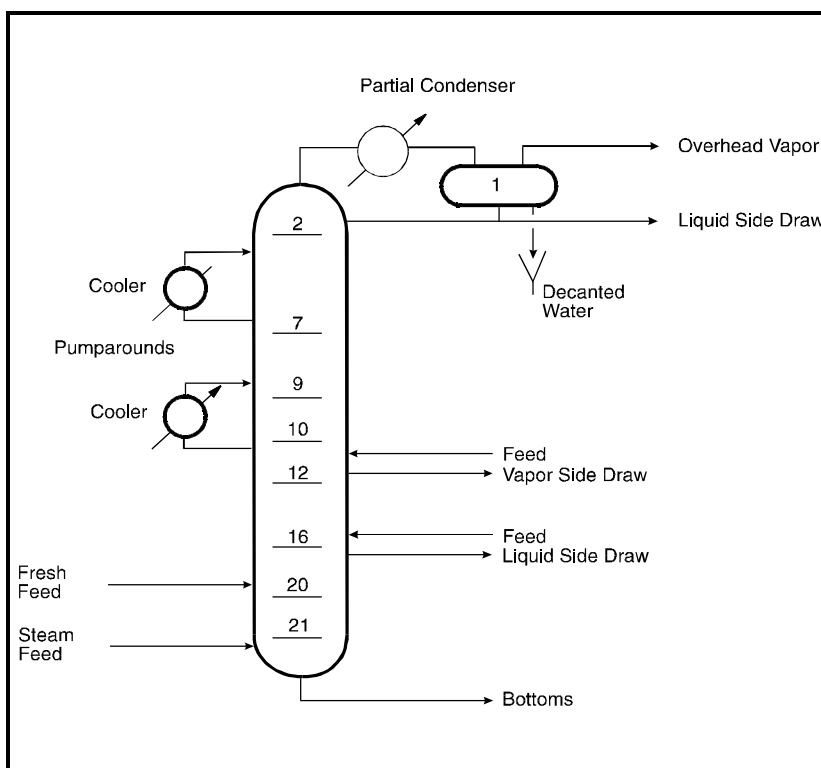 Partial Condenser
Overhead Vapor
1
Liquid Side Draw
2
Decanted
Water
Cooler
7
Pumparounds
9
Cooler
10
Feed
12
Vapor Side Draw
16
Feed
Liquid Side Draw
Fresh
Feed
20
21
Steam
Feed
Bottoms